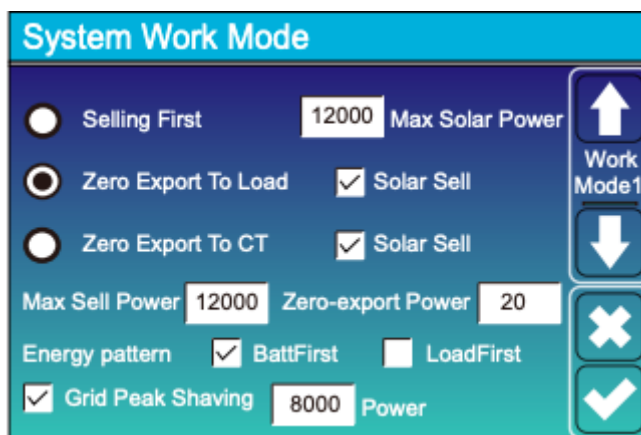 System Work Mode
Selling First 12000 Max Solar Power
Zero Export To Load Solar Sell
Zero Export To CT Solar Sell
Max Sell Power 12000 Zero-export Power 20
Energy pattern BattFirst LoadFirst
Grid Peak Shaving 8000 Power
Work
Mode1